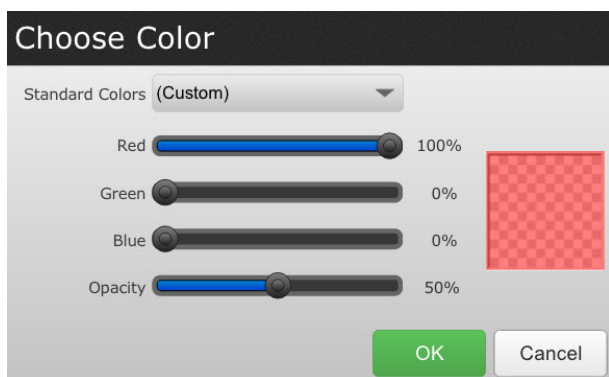 Choose Color
Standard Colors (Custom)
Red 100%
Green 0%
Blue 0%
Opacity 50%
OK Cancel